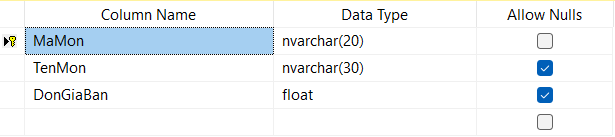 Column Name Data Type Allow Nulls
MaMon nvarchar(20)
TenMon nvarchar(30)
DonGiaBan float